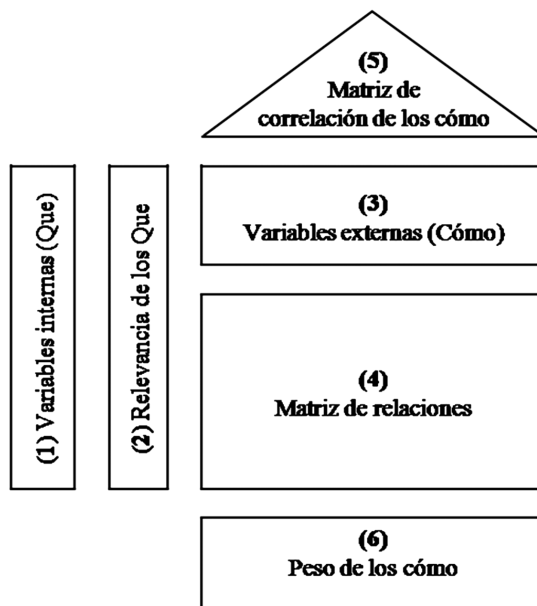 (5)
Matriz de
correlación de los cómo
(1) Variables internas (Que)
(2) Relevancia de los Que
(3)
Variables externas (Cómo)
(4)
Matriz de relaciones
(6)
Peso de los cómo